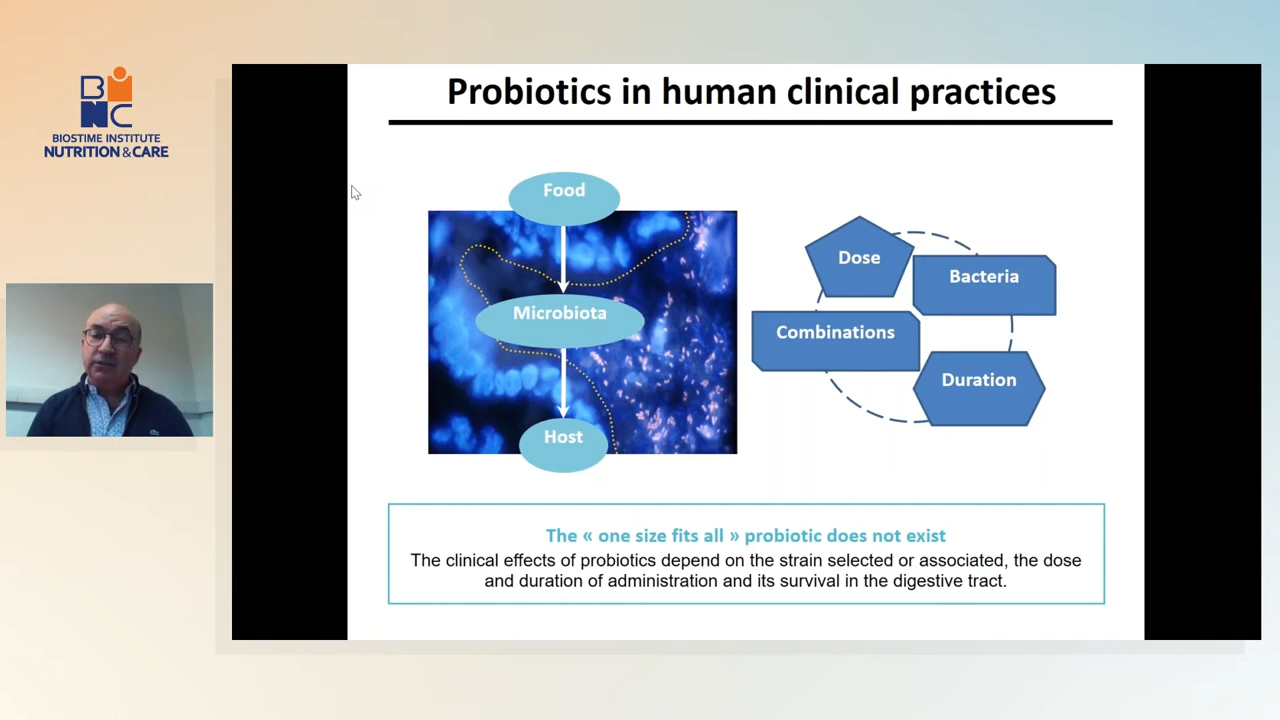 BINC
BIOSTIME INSTITUTE
NUTRITION & CARE
Probiotics in human clinical practices
Food
Microbiota
Host
Dose
Bacteria
Combinations
Duration
The « one size fits all » probiotic does not exist
The clinical effects of probiotics depend on the strain selected or associated, the dose
and duration of administration and its survival in the digestive tract.